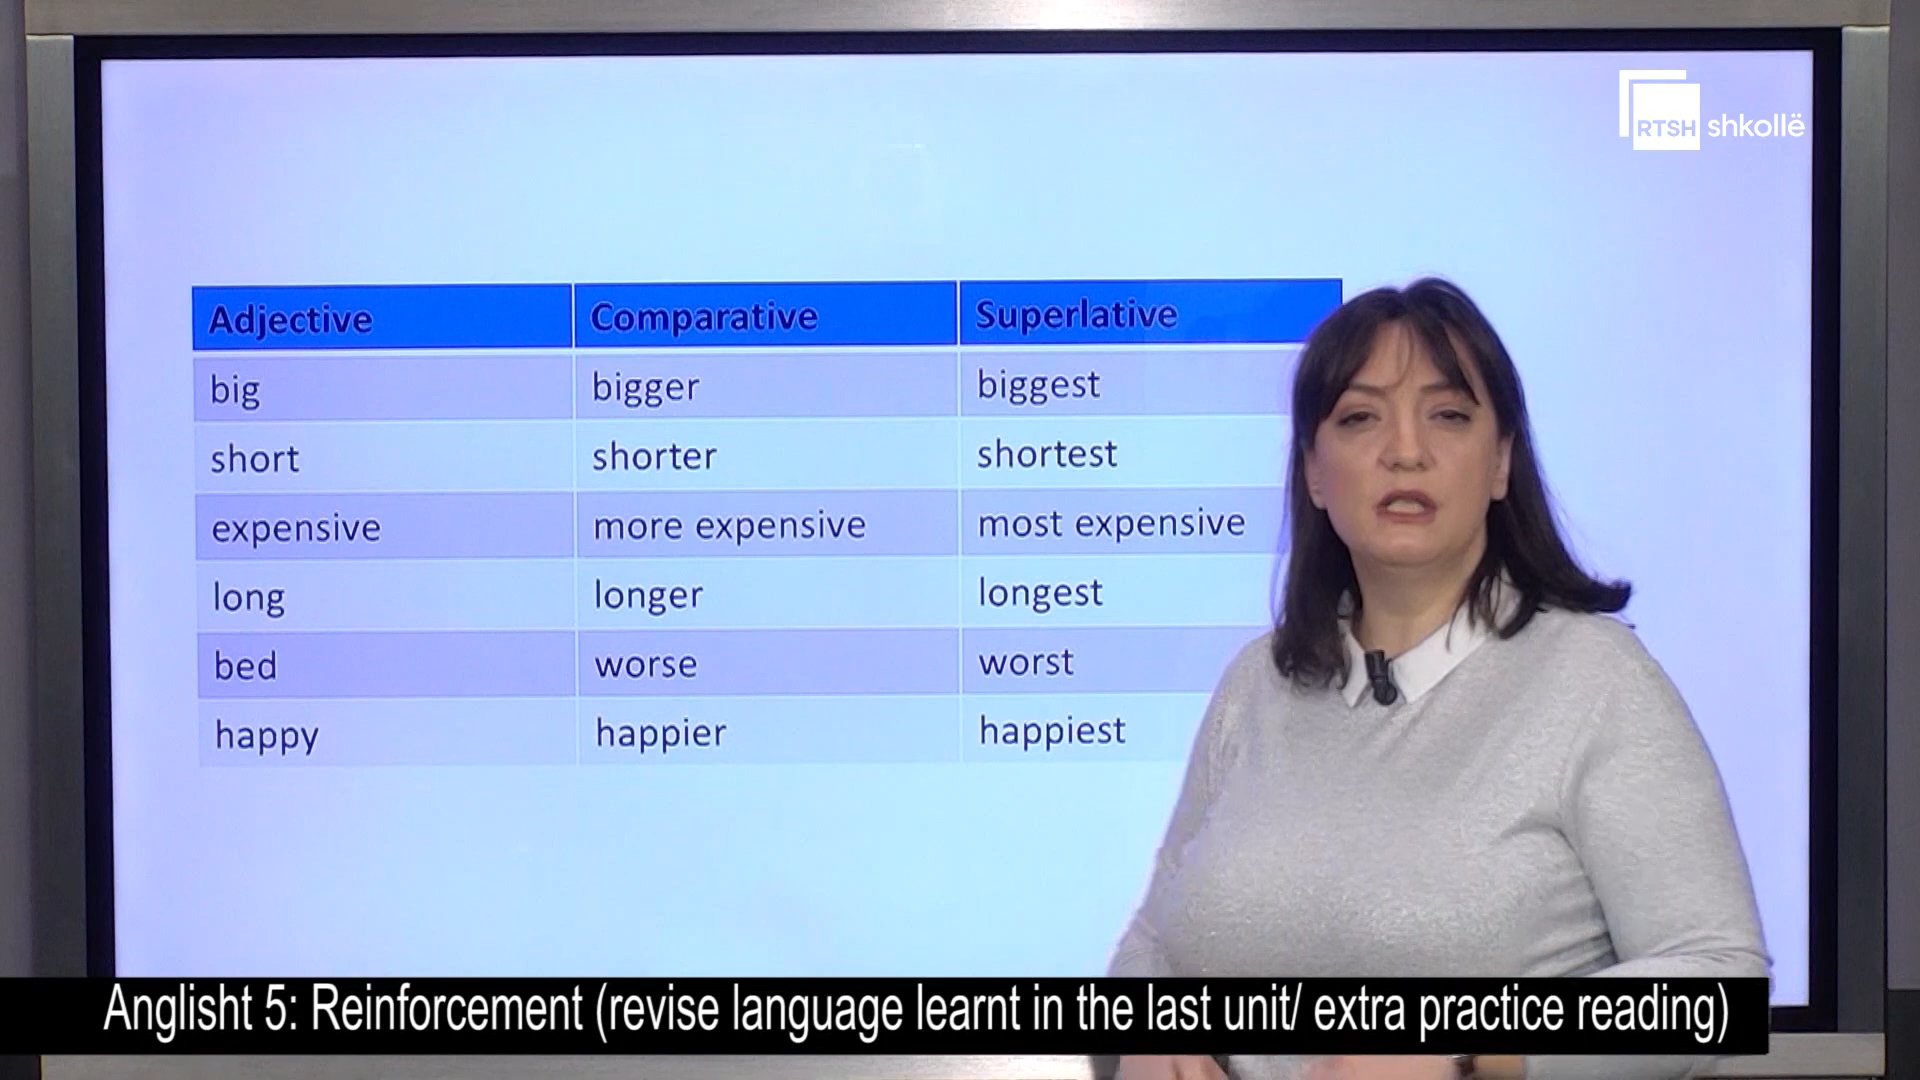 RTSH shkollë
Adjective Comparative Superlative
big bigger biggest
short shorter shortest
expensive more expensive most expensive
long longer longest
bed worse worst
happy happier happiest
Anglisht 5: Reinforcement (revise language learnt in the last unit/ extra practice reading)